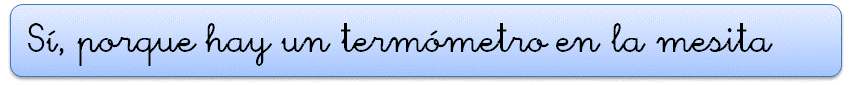 Sí, porque hay un termómetro en la mesita